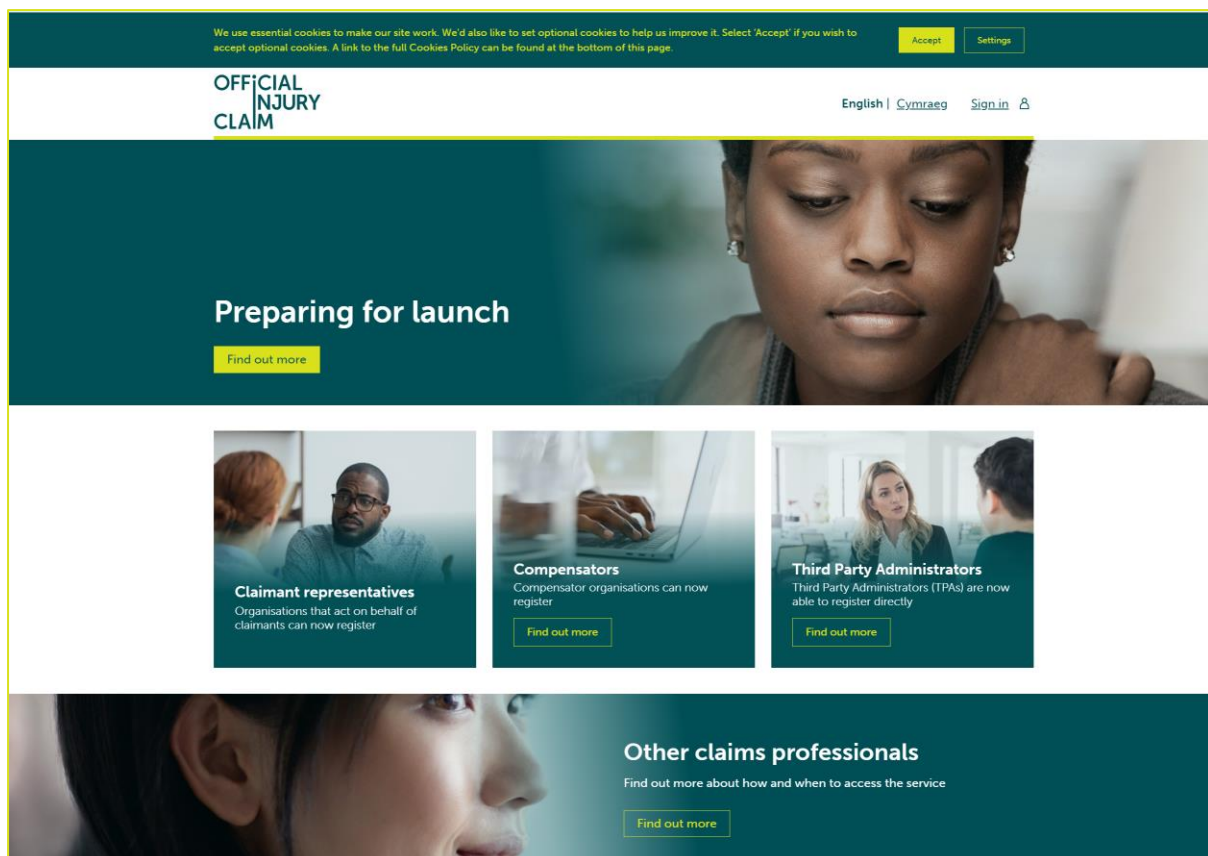 We use essential cookies to make our site work. We'd also like to set optional cookies to help us improve it. Select 'Accept' if you wish to
accept optional cookies. A link to the full Cookies Policy can be found at the bottom of this page.
Accept
Settings
OFFiCIAL
INJURY
CLAIM
English | Cymraeg Sign in
Preparing for launch
Find out more
Claimant representatives
Organisations that act on behalf of
claimants can now register
Compensators
Compensator organisations can now
register
Find out more
Third Party Administrators
Third Party Administrators (TPAs) are now
able to register directly
Find out more
Other claims professionals
Find out more about how and when to access the service
Find out more